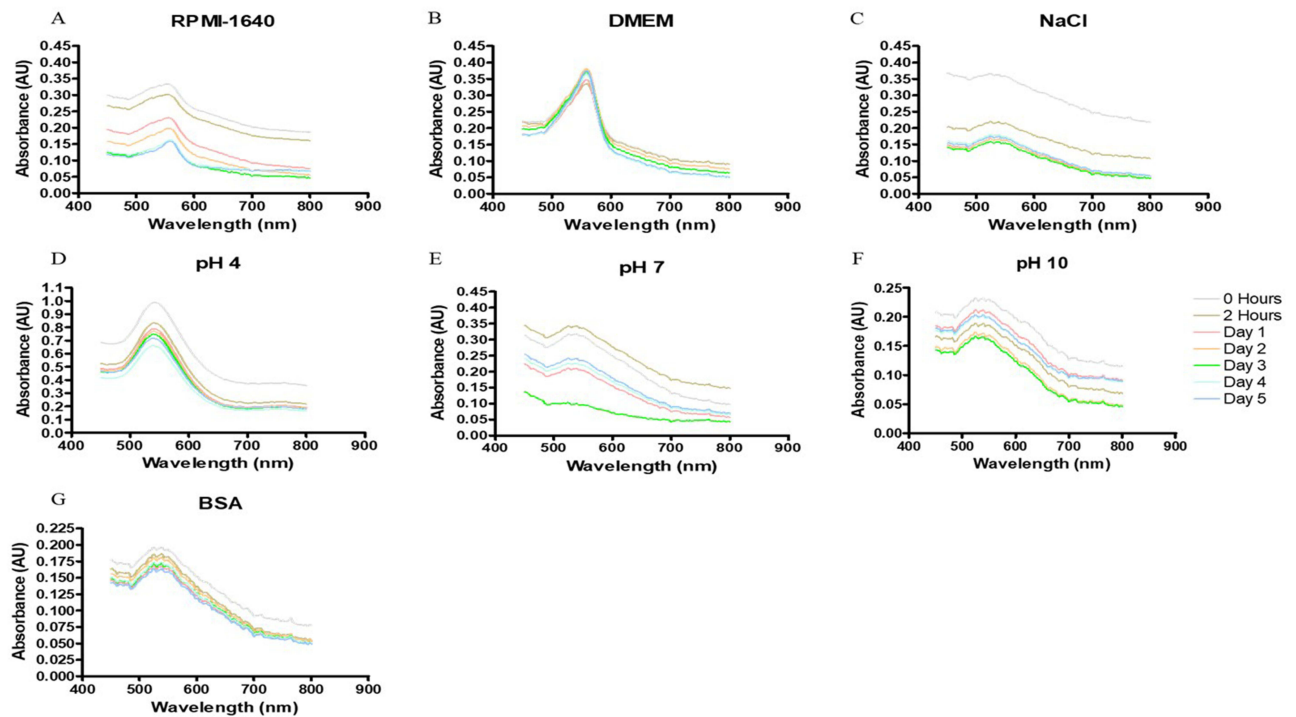 A RPMI-1640
Absorbance (AU)
0.45
0.40
0.35
0.30
0.25
0.20
0.15
0.10
0.05
0.00
400 500 600 700 800 900
Wavelength (nm)
B DMEM
Absorbance (AU)
0.45
0.40
0.35
0.30
0.25
0.20
0.15
0.10
0.05
0.00
400 500 600 700 800 900
Wavelength (nm)
C NaCl
Absorbance (AU)
0.45
0.40
0.35
0.30
0.25
0.20
0.15
0.10
0.05
0.00
400 500 600 700 800 900
Wavelength (nm)
D pH 4
Absorbance (AU)
1.1
1.0
0.9
0.8
0.7
0.6
0.5
0.4
0.3
0.2
0.1
0.0
400 500 600 700 800 900
Wavelength (nm)
E pH 7
Absorbance (AU)
0.45
0.40
0.35
0.30
0.25
0.20
0.15
0.10
0.05
0.00
400 500 600 700 800 900
Wavelength (nm)
F pH 10
Absorbance (AU)
0.25
0.20
0.15
0.10
0.05
0.00
400 500 600 700 800 900
Wavelength (nm)
0 Hours
2 Hours
Day 1
Day 2
Day 3
Day 4
Day 5
G BSA
Absorbance (AU)
0.225
0.200
0.175
0.150
0.125
0.100
0.075
0.050
0.025
0.000
400 500 600 700 800 900
Wavelength (nm)